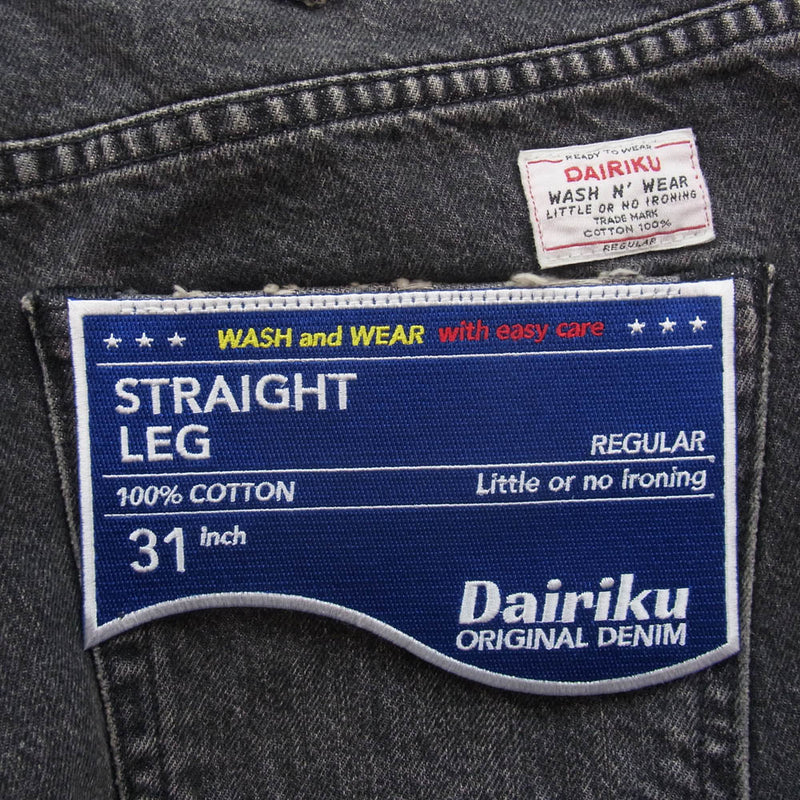 READY TO WEAR
DAIRIKU
WASH N' WEAR
LITTLE OR NO IRONING
TRADE MARK
COTTON 100%
REGULAR
WASH and WEAR with easy care
STRAIGHT
LEG
REGULAR
100% COTTON Little or no ironing
31 inch
Dairiku
ORIGINAL DENIM